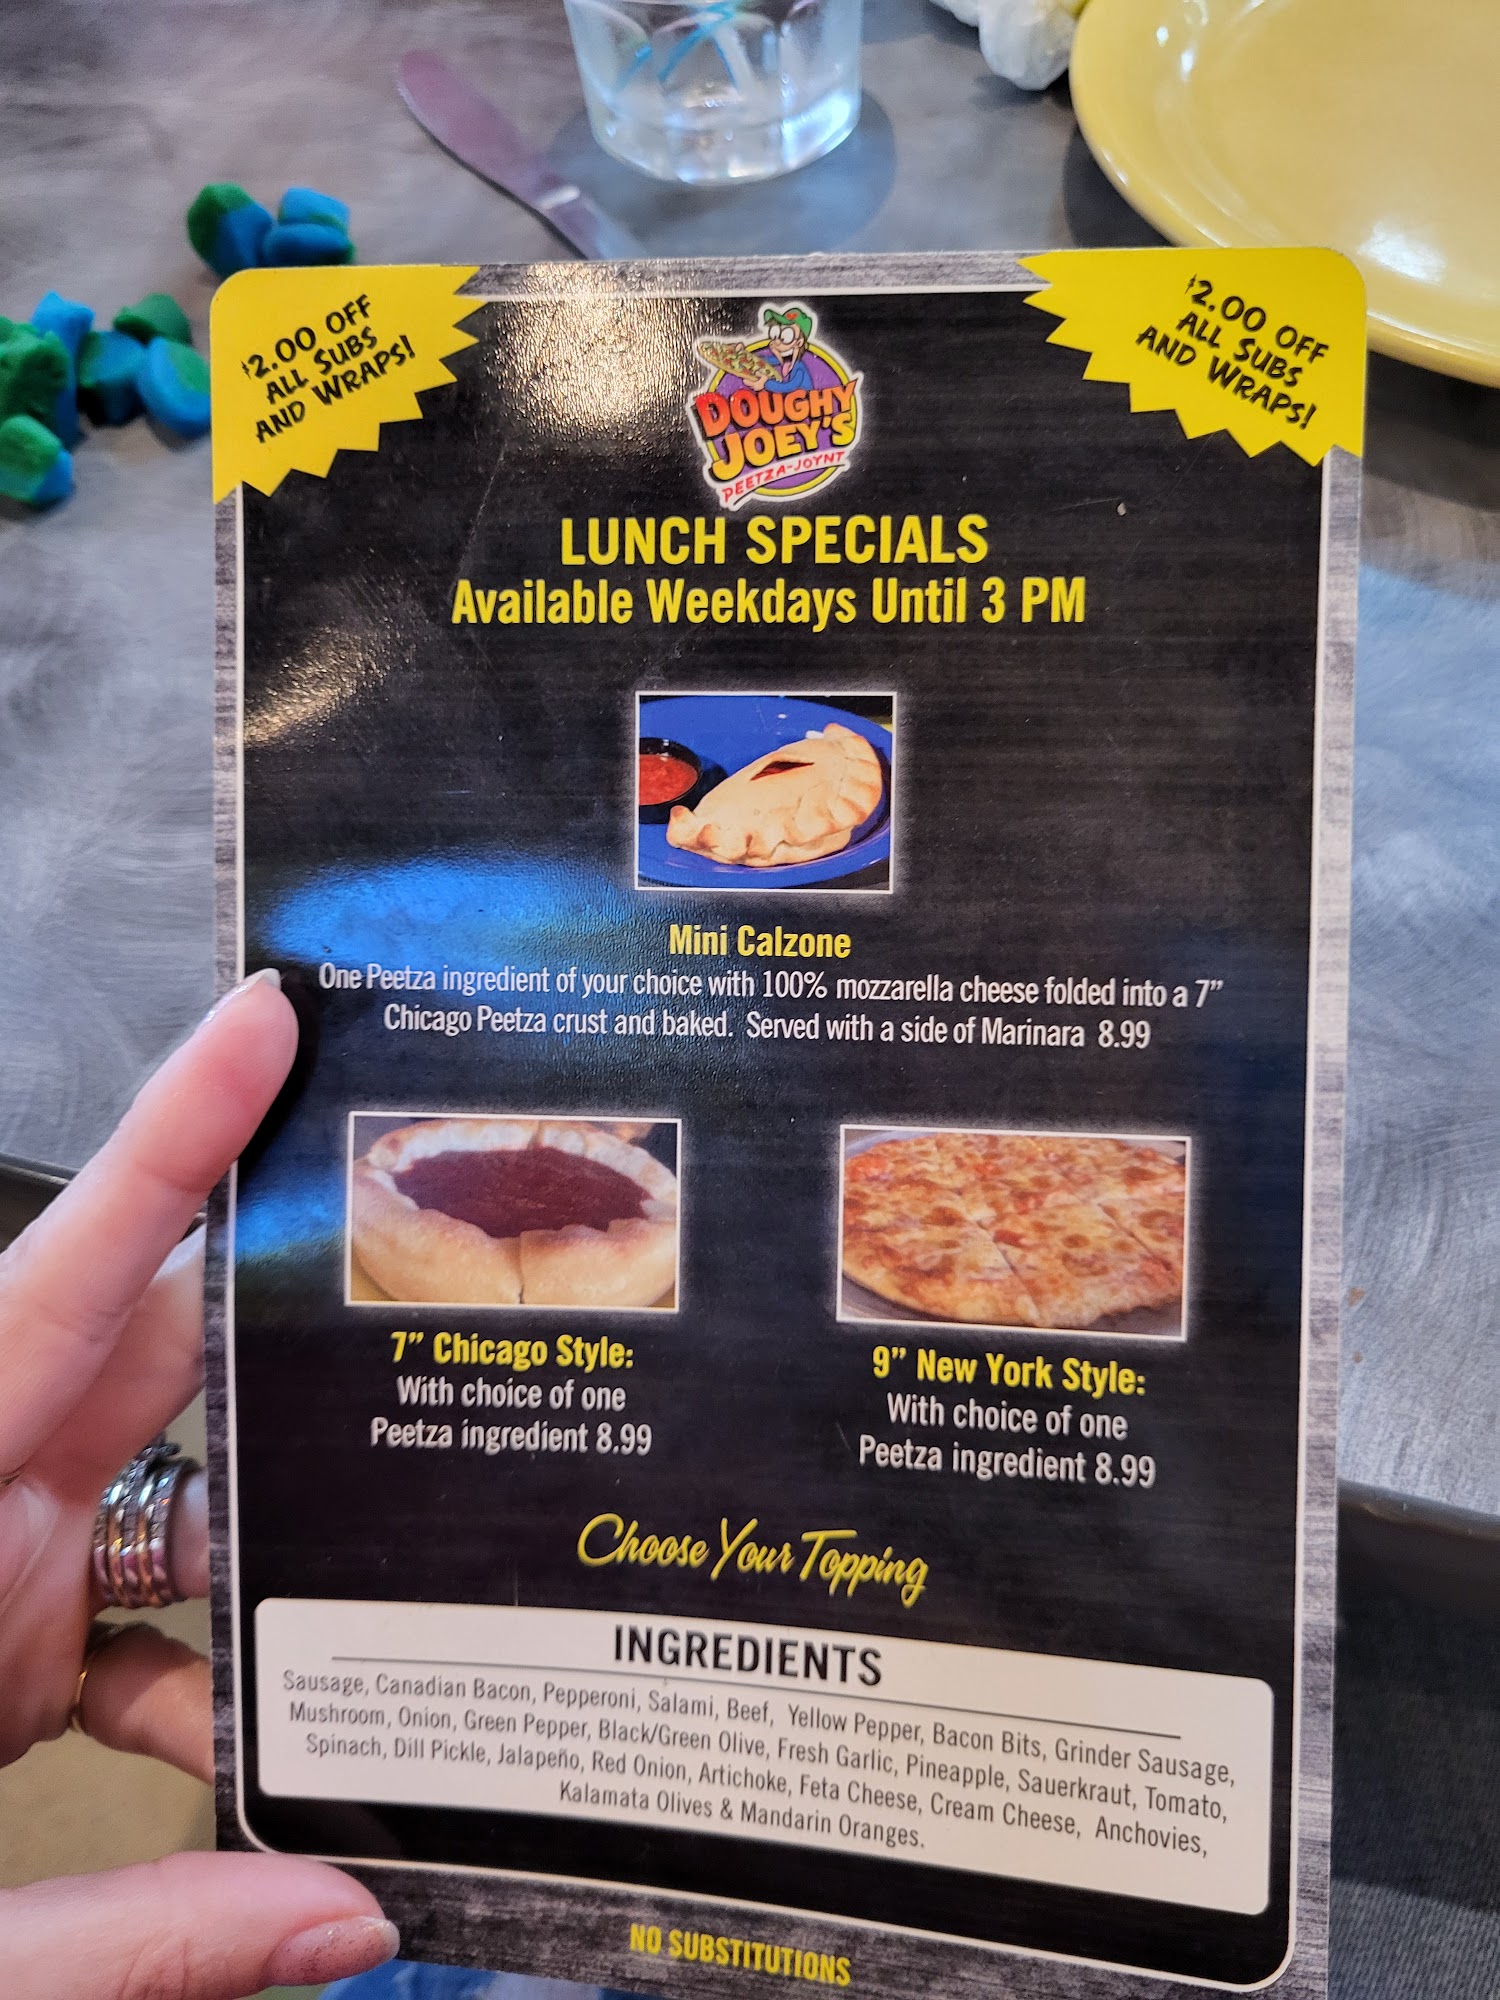 $2.00 OFF
ALL SUBS
AND WRAPS!
$2.00 OFF
ALL SUBS
AND WRAPS!
DOUGHY
JOEY'S
PEETZA-JOYNT
LUNCH SPECIALS
Available Weekdays Until 3 PM
Mini Calzone
One Peetza ingredient of your choice with 100% mozzarella cheese folded into a 7”
Chicago Peetza crust and baked. Served with a side of Marinara 8.99
7” Chicago Style:
With choice of one
Peetza ingredient 8.99
9” New York Style:
With choice of one
Peetza ingredient 8.99
Choose Your Topping
INGREDIENTS
Sausage, Canadian Bacon, Pepperoni, Salami, Beef, Yellow Pepper, Bacon Bits, Grinder Sausage,
Mushroom, Onion, Green Pepper, Black/Green Olive, Fresh Garlic, Pineapple, Sauerkraut, Tomato,
Spinach, Dill Pickle, Jalapeño, Red Onion, Artichoke, Feta Cheese, Cream Cheese, Anchovies,
Kalamata Olives & Mandarin Oranges.
NO SUBSTITUTIONS